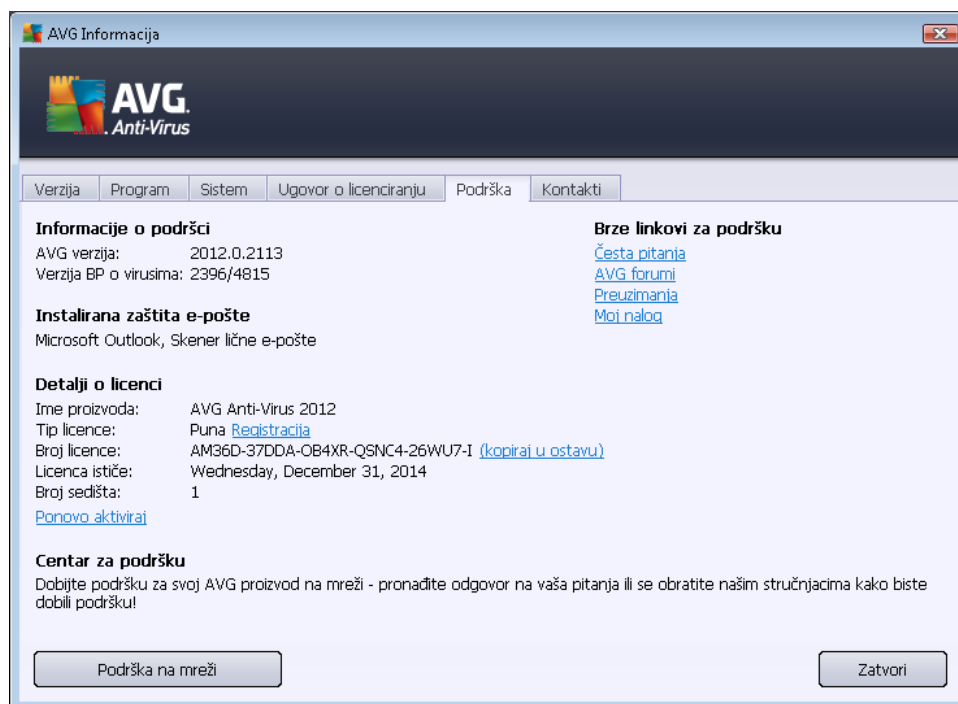 AVG Informacija
AVG.
Anti-Virus
Verzija Program Sistem Ugovor o licenciranju Podrška Kontakti
Informacije o podršci
AVG verzija: 2012.0.2113
Verzija BP o virusima: 2396/4815
Brze linkovi za podršku
Česta pitanja
AVG forumi
Preuzimanja
Moj nalog
Instalirana zaštita e-pošte
Microsoft Outlook, Skener lične e-pošte
Detalji o licenci
Ime proizvoda: AVG Anti-Virus 2012
Tip licence: Puna Registracija
Broj licence: AM36D-37DDA-OB4XR-QSNC4-26WU7-I (kopiraj u ostavu)
Licenca ističe: Wednesday, December 31, 2014
Broj sedišta: 1
Ponovo aktiviraj
Centar za podršku
Dobijte podršku za svoj AVG proizvod na mreži - pronađite odgovor na vaša pitanja ili se obratite našim stručnjacima kako biste
dobili podršku!
Podrška na mreži
Zatvori